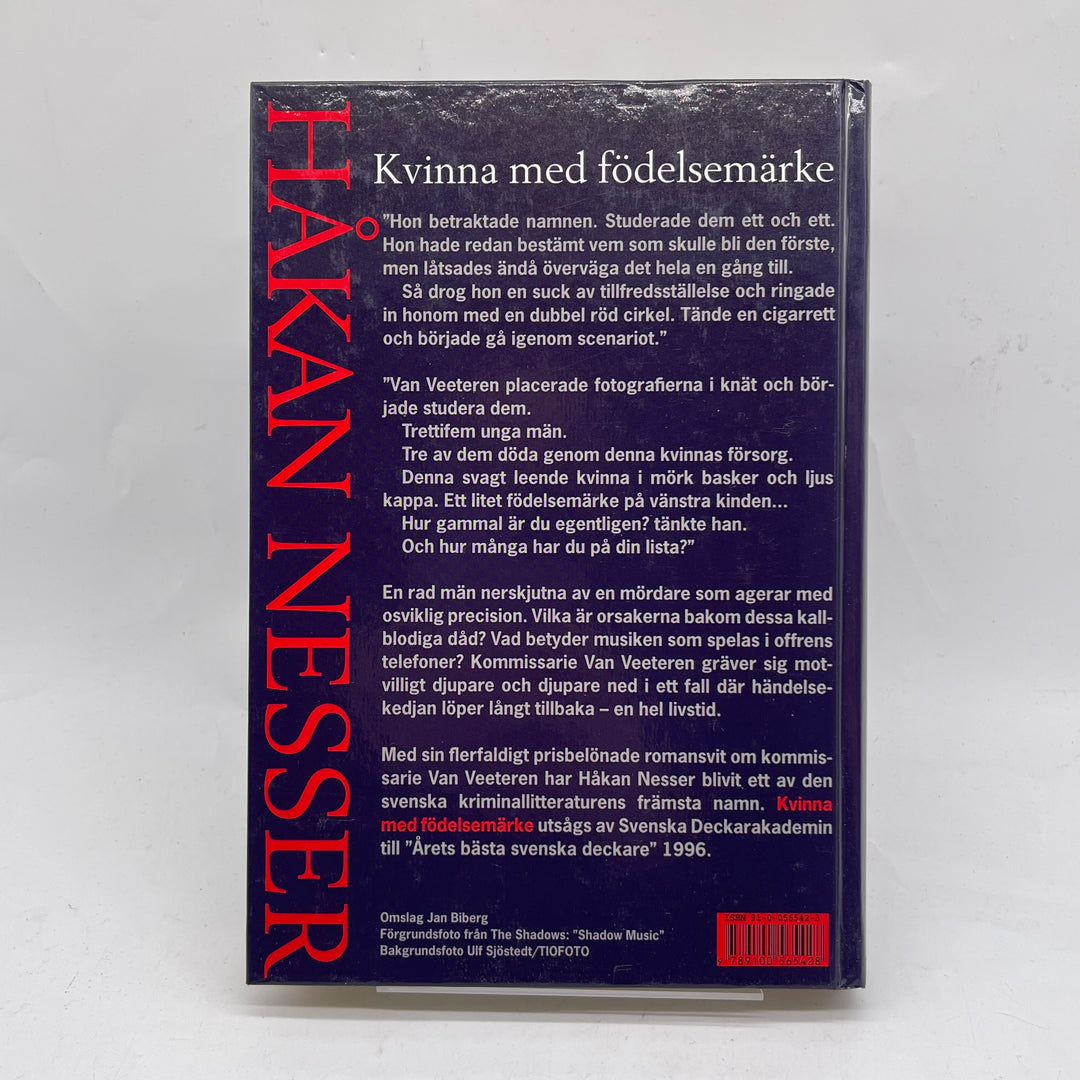 HÅKAN NESSER
Kvinna med födelsemärke
”Hon betraktade namnen. Studerade dem ett och ett.
Hon hade redan bestämt vem som skulle bli den förste,
men låtsades ändå överväga det hela en gång till.
Så drog hon en suck av tillfredsställelse och ringade
in honom med en dubbel röd cirkel. Tände en cigarrett
och började gå igenom scenariot.”
”Van Veeteren placerade fotografierna i knät och bör-
jade studera dem.
Trettifem unga män.
Tre av dem döda genom denna kvinnas försorg.
Denna svagt leende kvinna i mörk basker och ljus
kappa. Ett litet födelsemärke på vänstra kinden...
Hur gammal är du egentligen? tänkte han.
Och hur många har du på din lista?”
En rad män nerskjutna av en mördare som agerar med
osviklig precision. Vilka är orsakerna bakom dessa kall-
blodiga dåd? Vad betyder musiken som spelas i offrens
telefoner? Kommissarie Van Veeteren gräver sig mot-
villigt djupare och djupare ned i ett fall där händelse-
kedjan löper långt tillbaka – en hel livstid.
Med sin flerfaldigt prisbelönade romansvit om kommis-
sarie Van Veeteren har Håkan Nesser blivit ett av den
svenska kriminallitteraturens främsta namn. Kvinna
med födelsemärke utsågs av Svenska Deckarakademin
till ”Årets bästa svenska deckare” 1996.
Omslag Jan Biberg
Förgrundsfoto från The Shadows: ”Shadow Music”
Bakgrundsfoto Ulf Sjöstedt/TIOFOTO
ISBN 91-0-056542-3
9 789100 565428